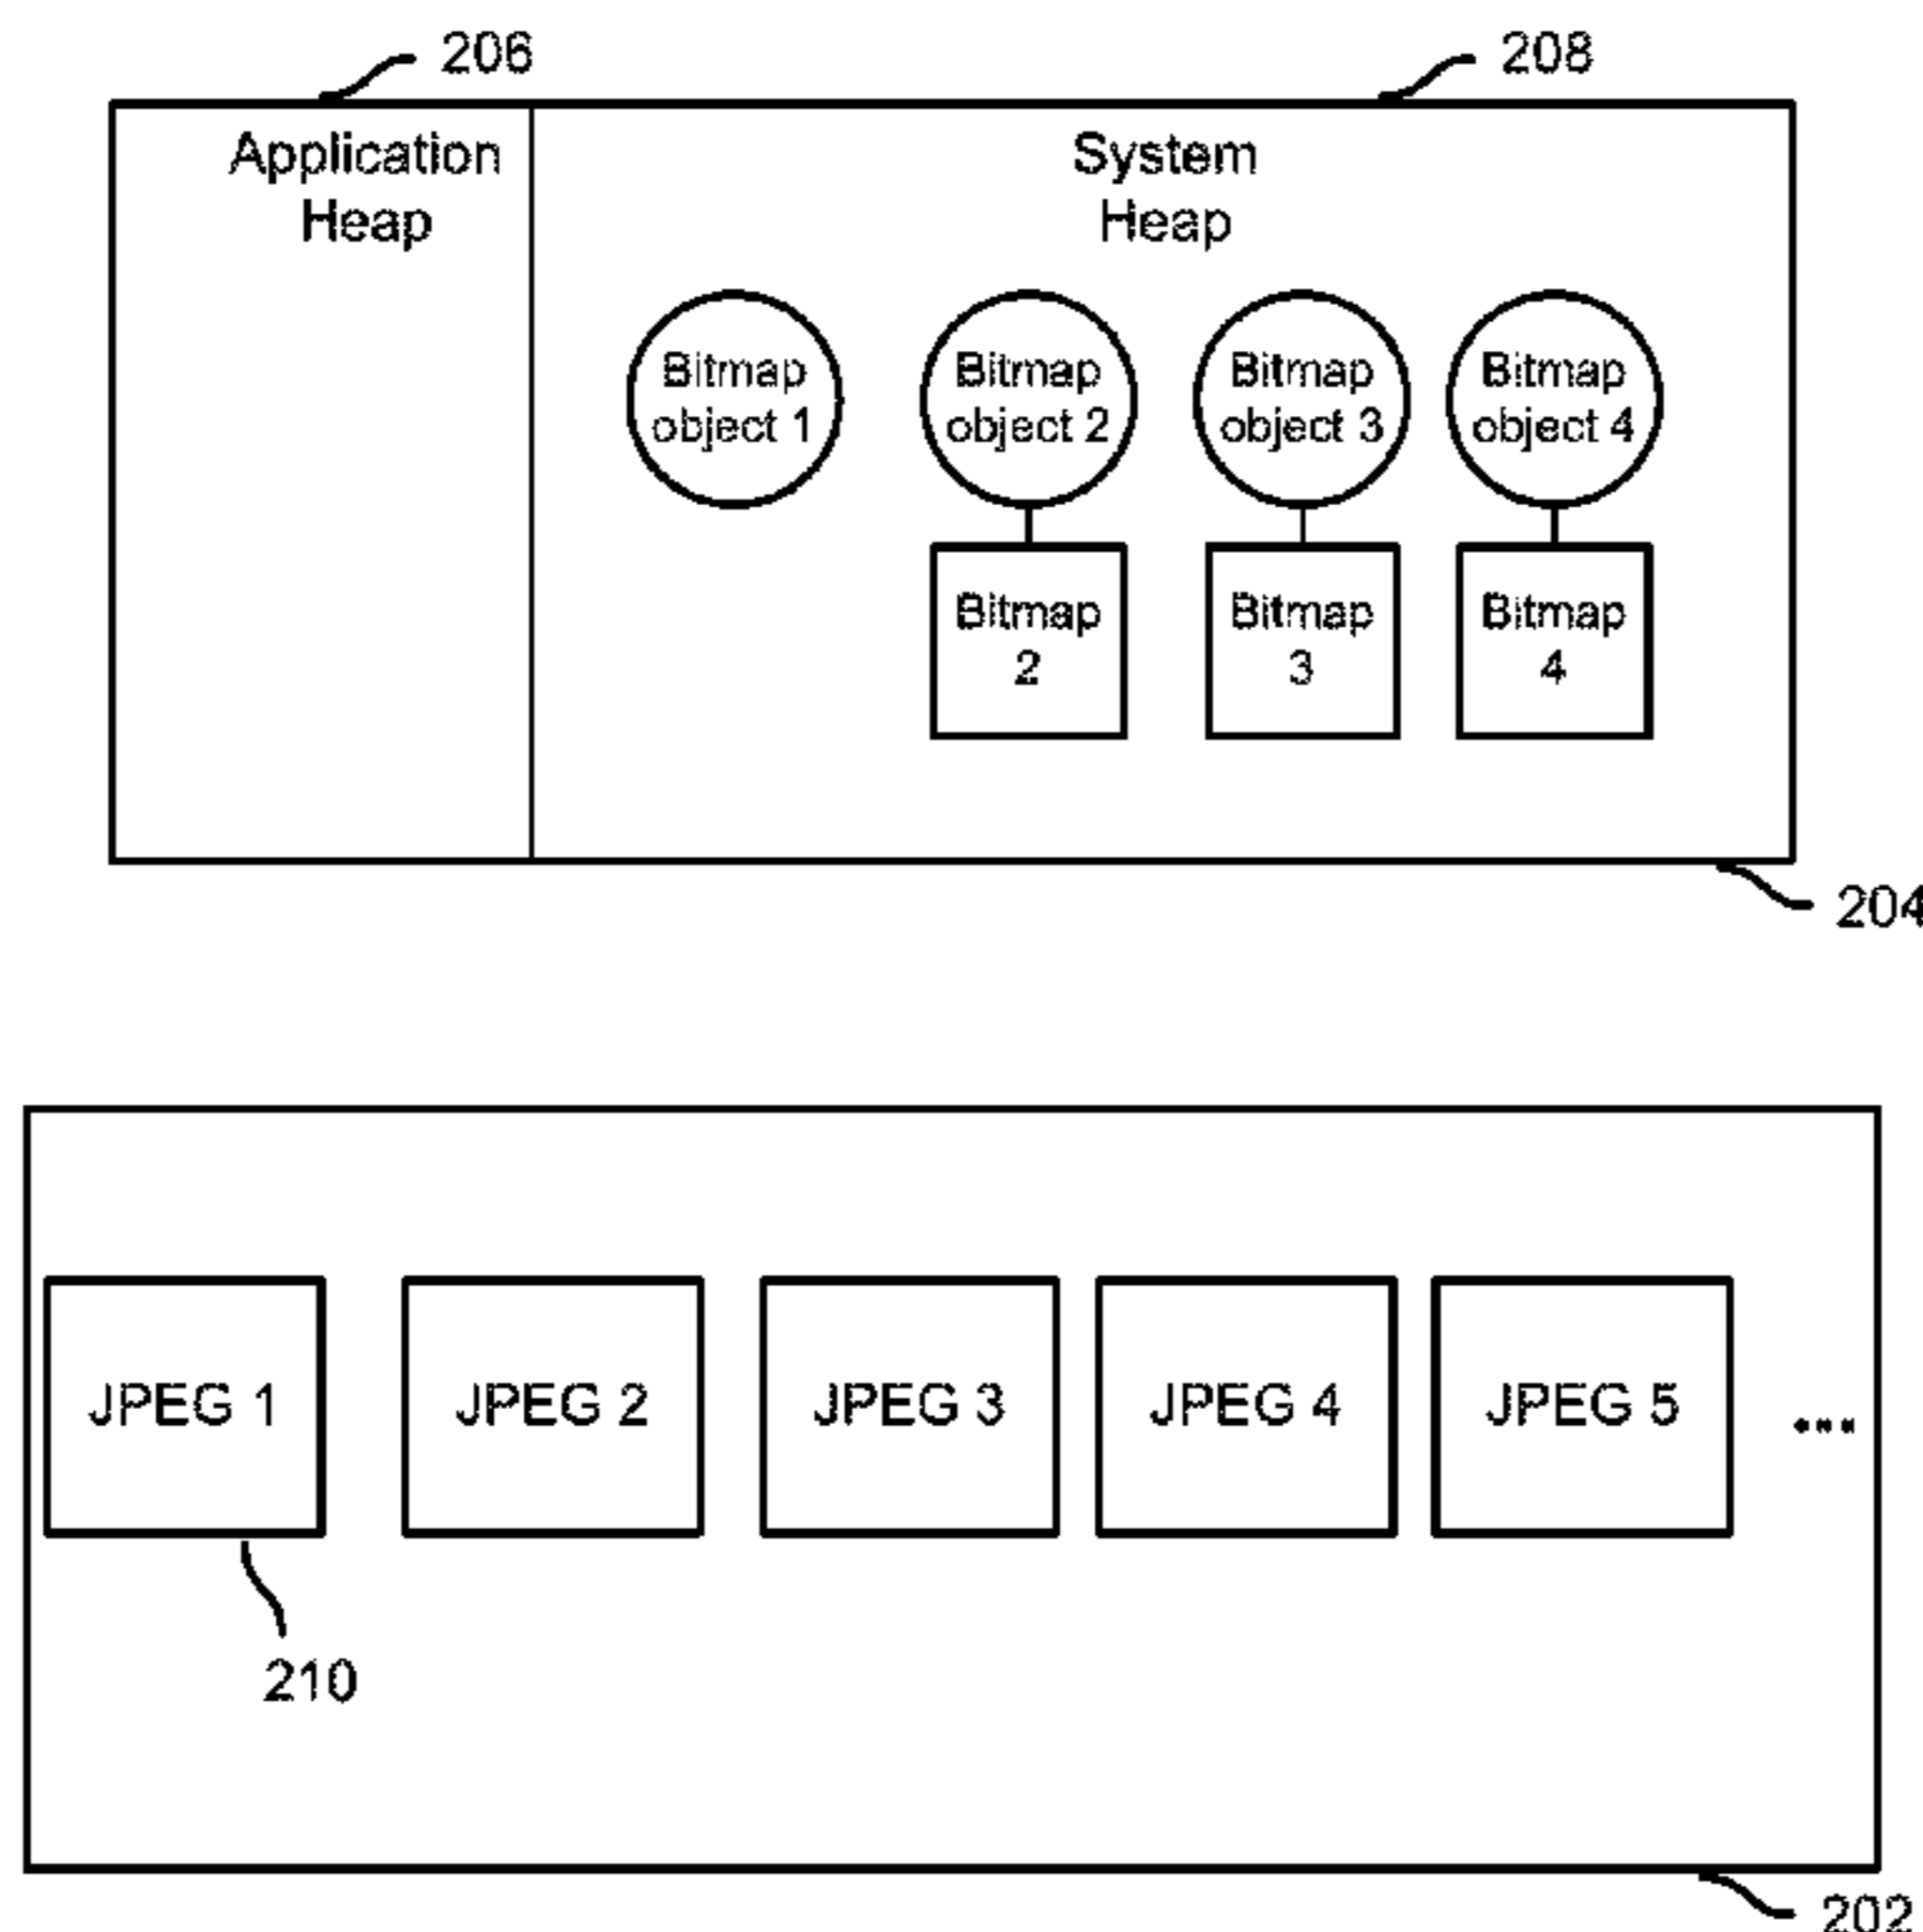 206
208
Application
Heap
System
Heap
Bitmap
object 1
Bitmap
object 2
Bitmap
object 3
Bitmap
object 4
Bitmap
2
Bitmap
3
Bitmap
4
204
JPEG 1
JPEG 2
JPEG 3
JPEG 4
JPEG 5
...
210
202